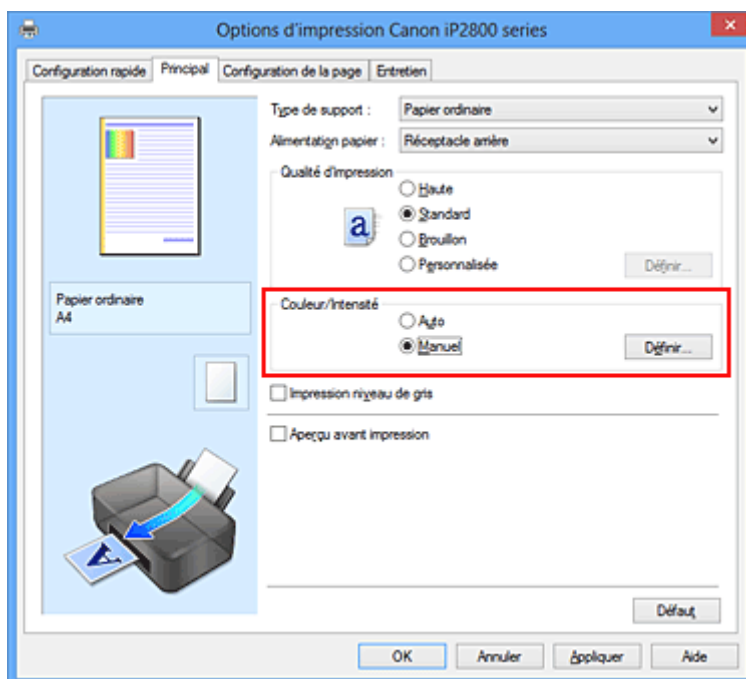 Options d'impression Canon iP2800 series
Configuration rapide Principal Configuration de la page Entretien
Type de support : Papier ordinaire
Alimentation papier : Réceptacle arrière
Qualité d'impression
Haute
a Standard
Brouillon
Personnalisée Définir...
Papier ordinaire
A4
Couleur/Intensité
Auto
Manuel Définir...
Impression niveau de gris
Aperçu avant impression
A
Défaut
OK Annuler Appliquer Aide